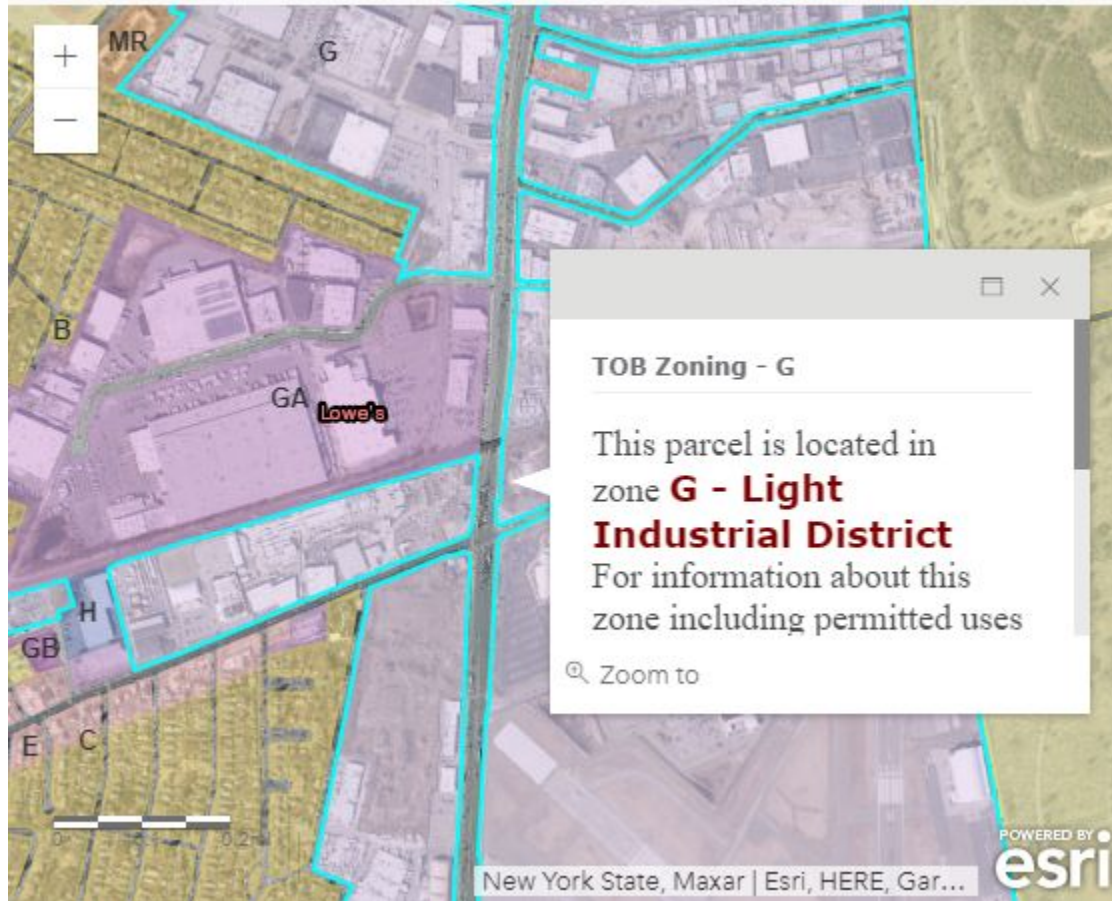 +
MR
G
−
B
GA
Lowe's
TOB Zoning - G
This parcel is located in
zone G - Light
Industrial District
For information about this
zone including permitted uses
Zoom to
H
GB
E
C
0
POWERED BY
esri
New York State, Maxar | Esri, HERE, Gar...